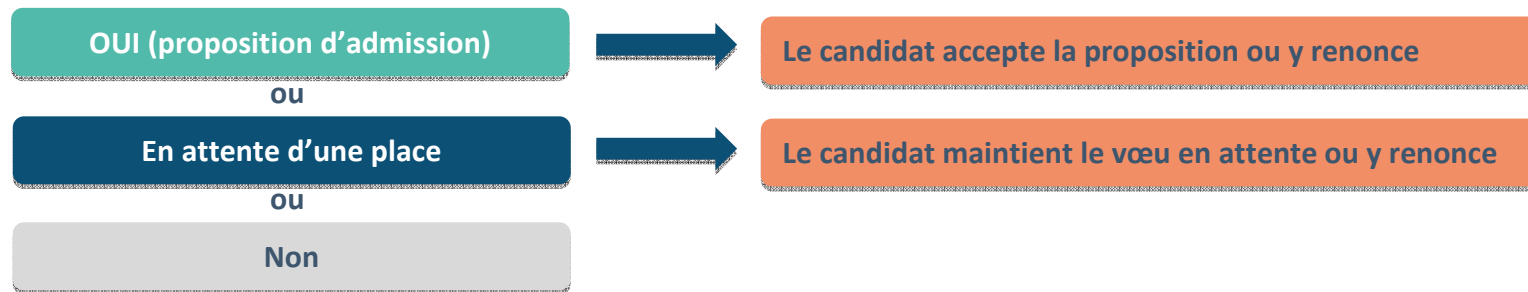 OUI (proposition d’admission)
Le candidat accepte la proposition ou y renonce
ou
En attente d’une place
Le candidat maintient le vœu en attente ou y renonce
ou
Non